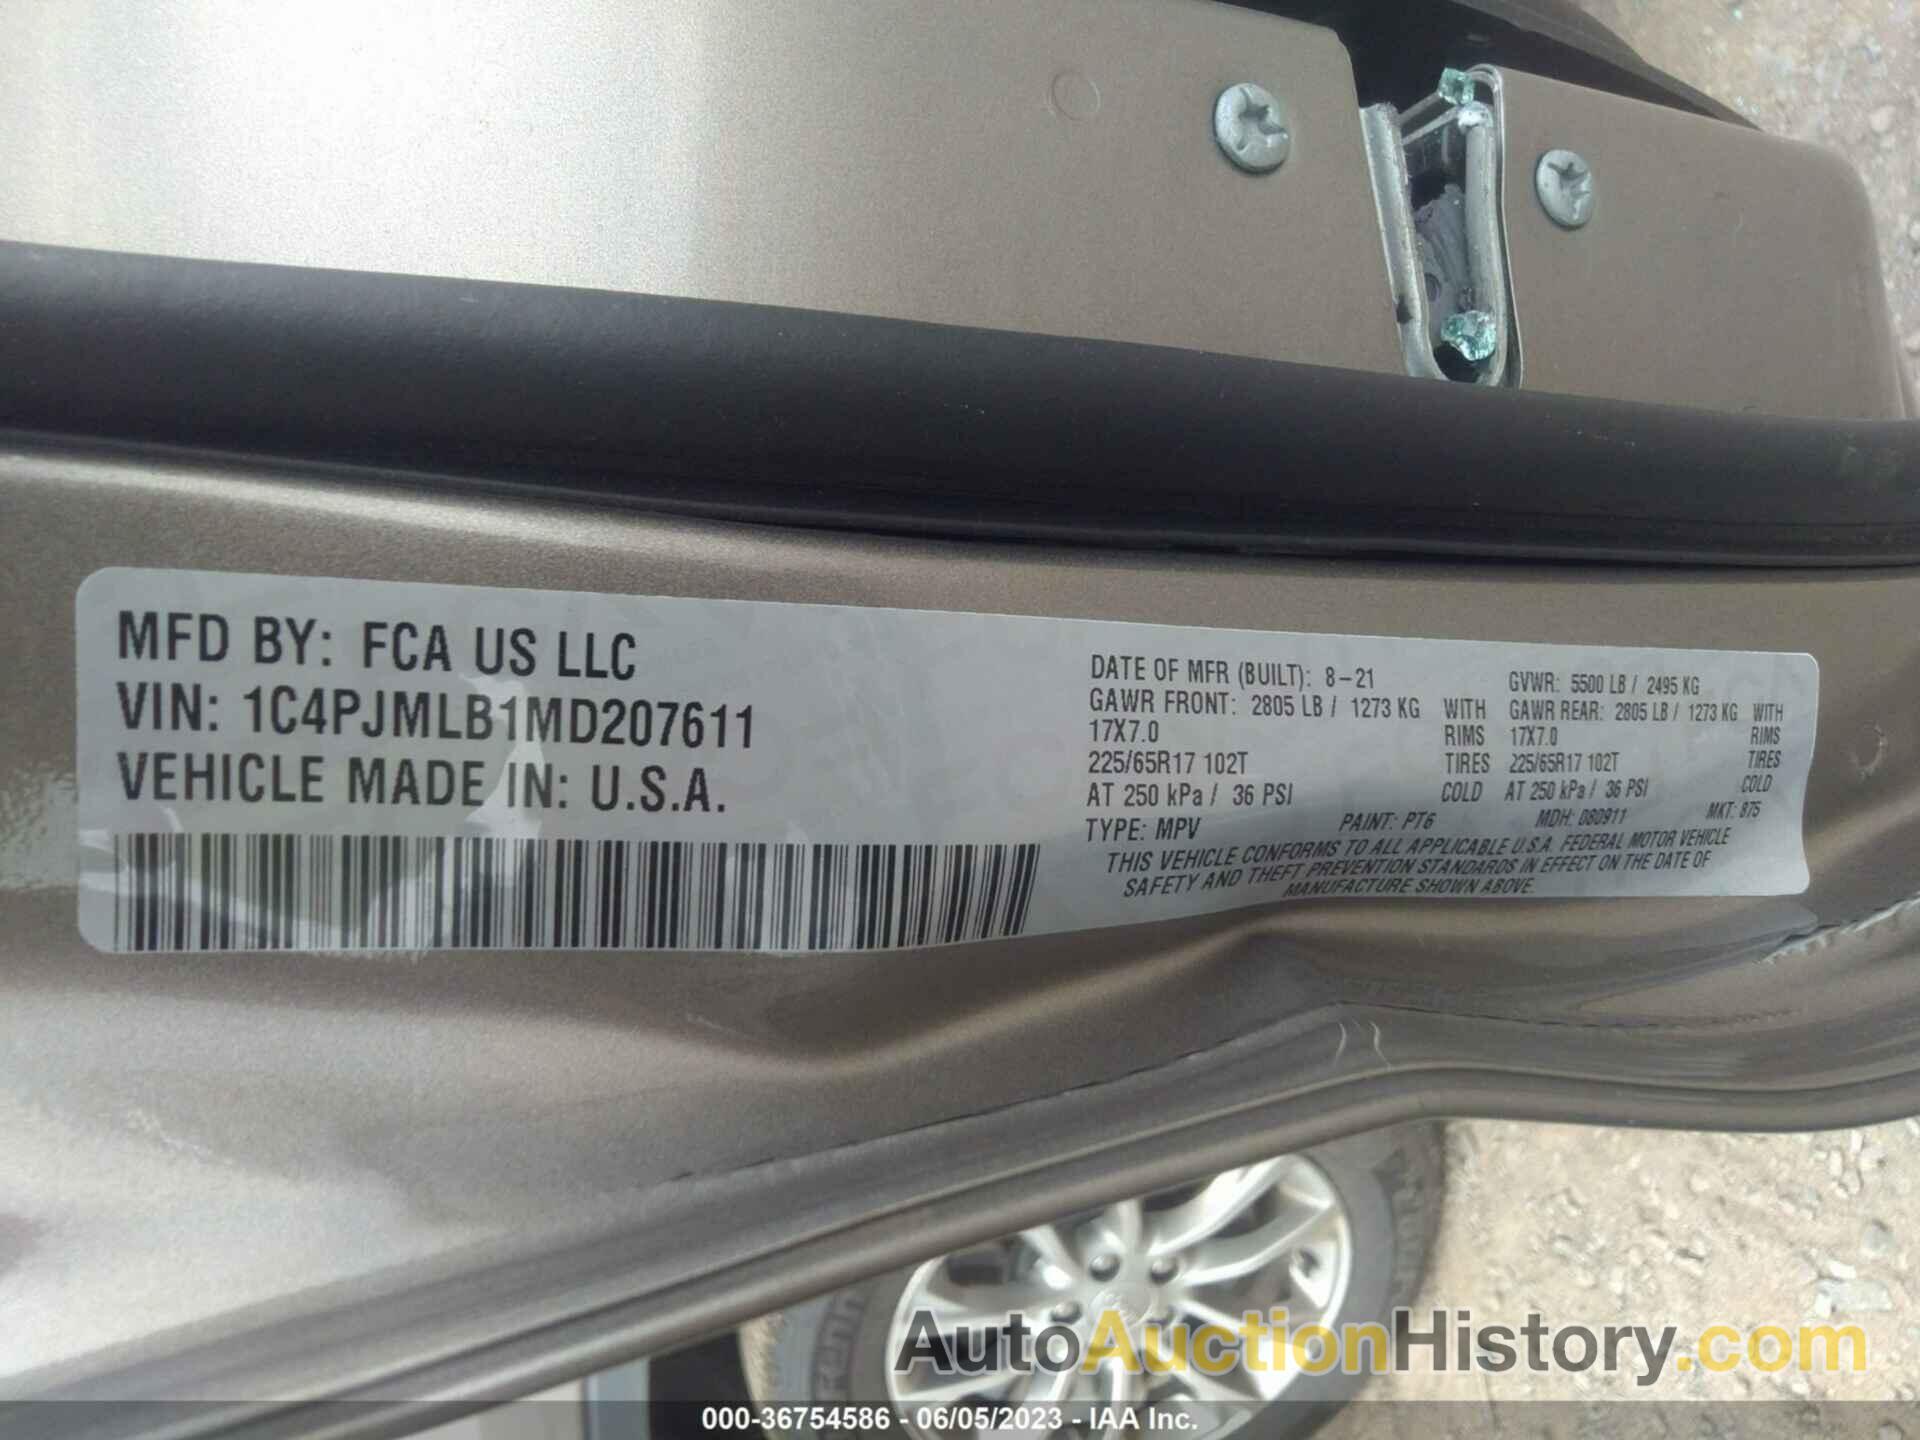 MFD BY: FCA US LLC
VIN: 1C4PJMLB1MD207611
VEHICLE MADE IN: U.S.A.
DATE OF MFR (BUILT): 8-21 GVWR: 5500 LB / 2495 KG
GAWR FRONT: 2805 LB / 1273 KG WITH GAWR REAR: 2805 LB / 1273 KG WITH
17X7.0 RIMS 17X7.0 RIMS
225/65R17 102T TIRES 225/65R17 102T TIRES
AT 250 kPa / 36 PSI COLD AT 250 kPa / 36 PSI COLD
TYPE: MPV PAINT: PT6 MDH: 080911 MKT: 875
THIS VEHICLE CONFORMS TO ALL APPLICABLE U.S.A. FEDERAL MOTOR VEHICLE
SAFETY AND THEFT PREVENTION STANDARDS IN EFFECT ON THE DATE OF
MANUFACTURE SHOWN ABOVE.
AutoAuctionHistory.com
000-36754586 - 06/05/2023 - IAA Inc.